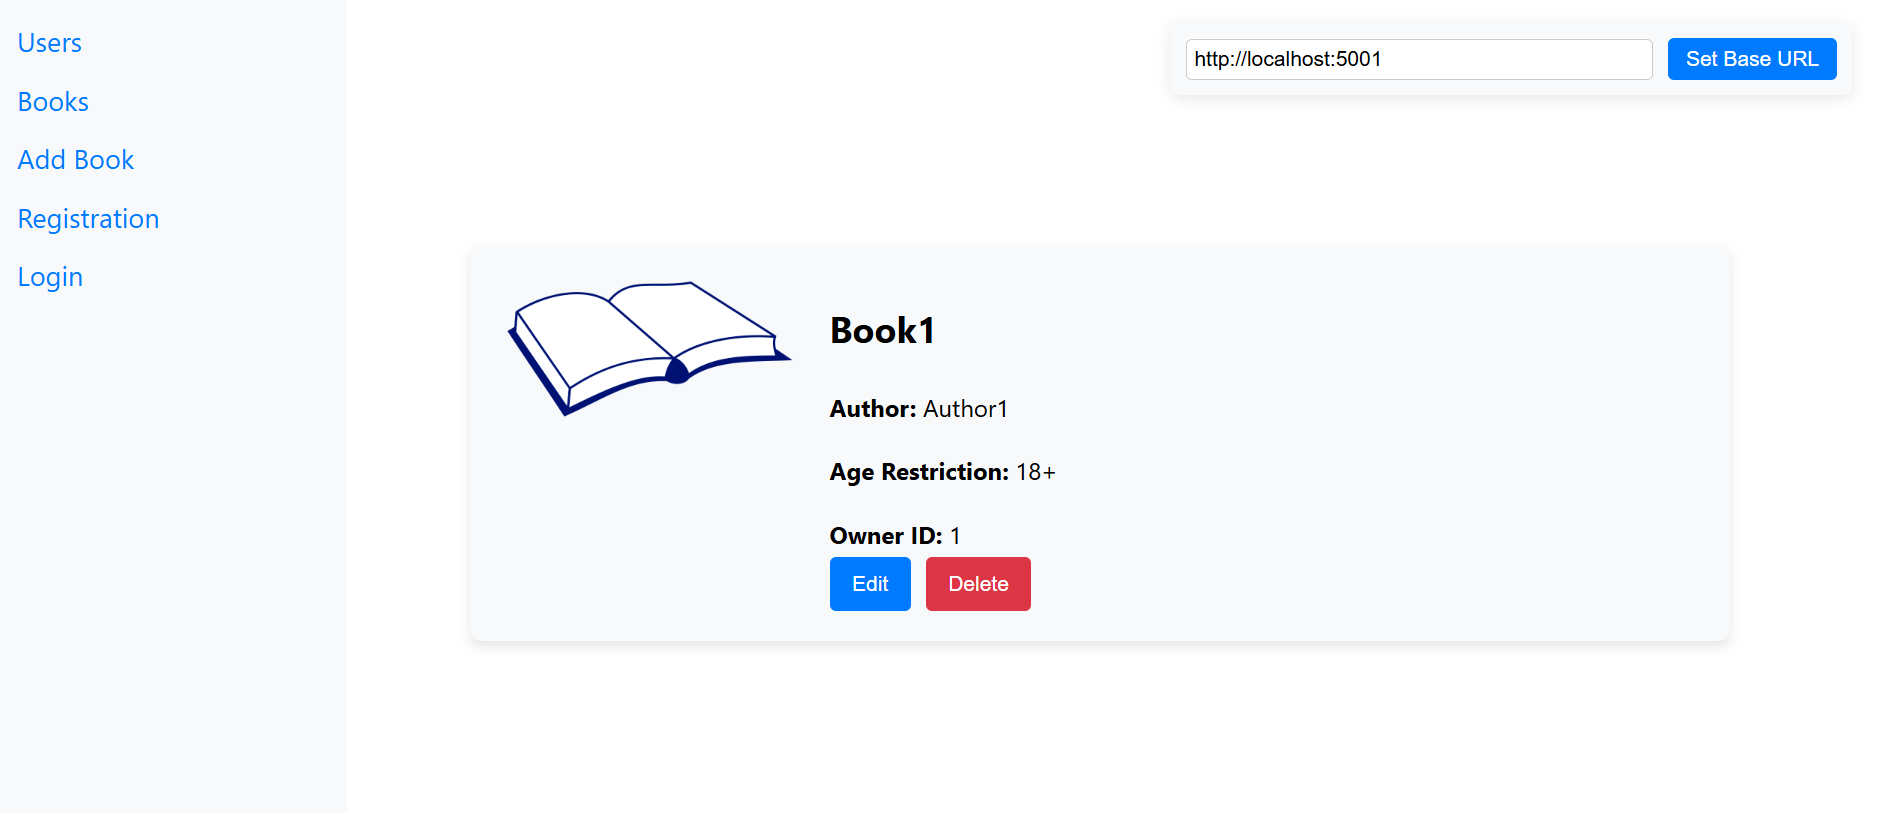 Users
Books
Add Book
Registration
Login
http://localhost:5001 Set Base URL
Book1
Author: Author1
Age Restriction: 18+
Owner ID: 1
Edit Delete